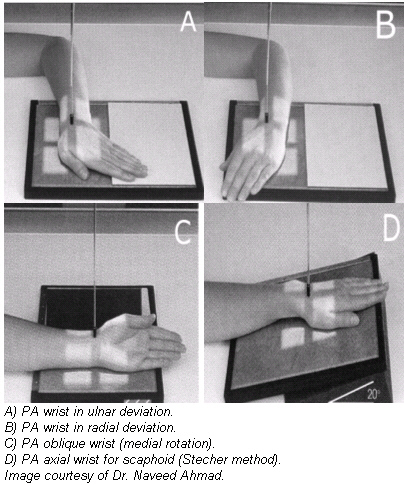 A
B
C
D
20°
A) PA wrist in ulnar deviation.
B) PA wrist in radial deviation.
C) PA oblique wrist (medial rotation).
D) PA axial wrist for scaphoid (Stecher method).
Image courtesy of Dr. Naveed Ahmad.